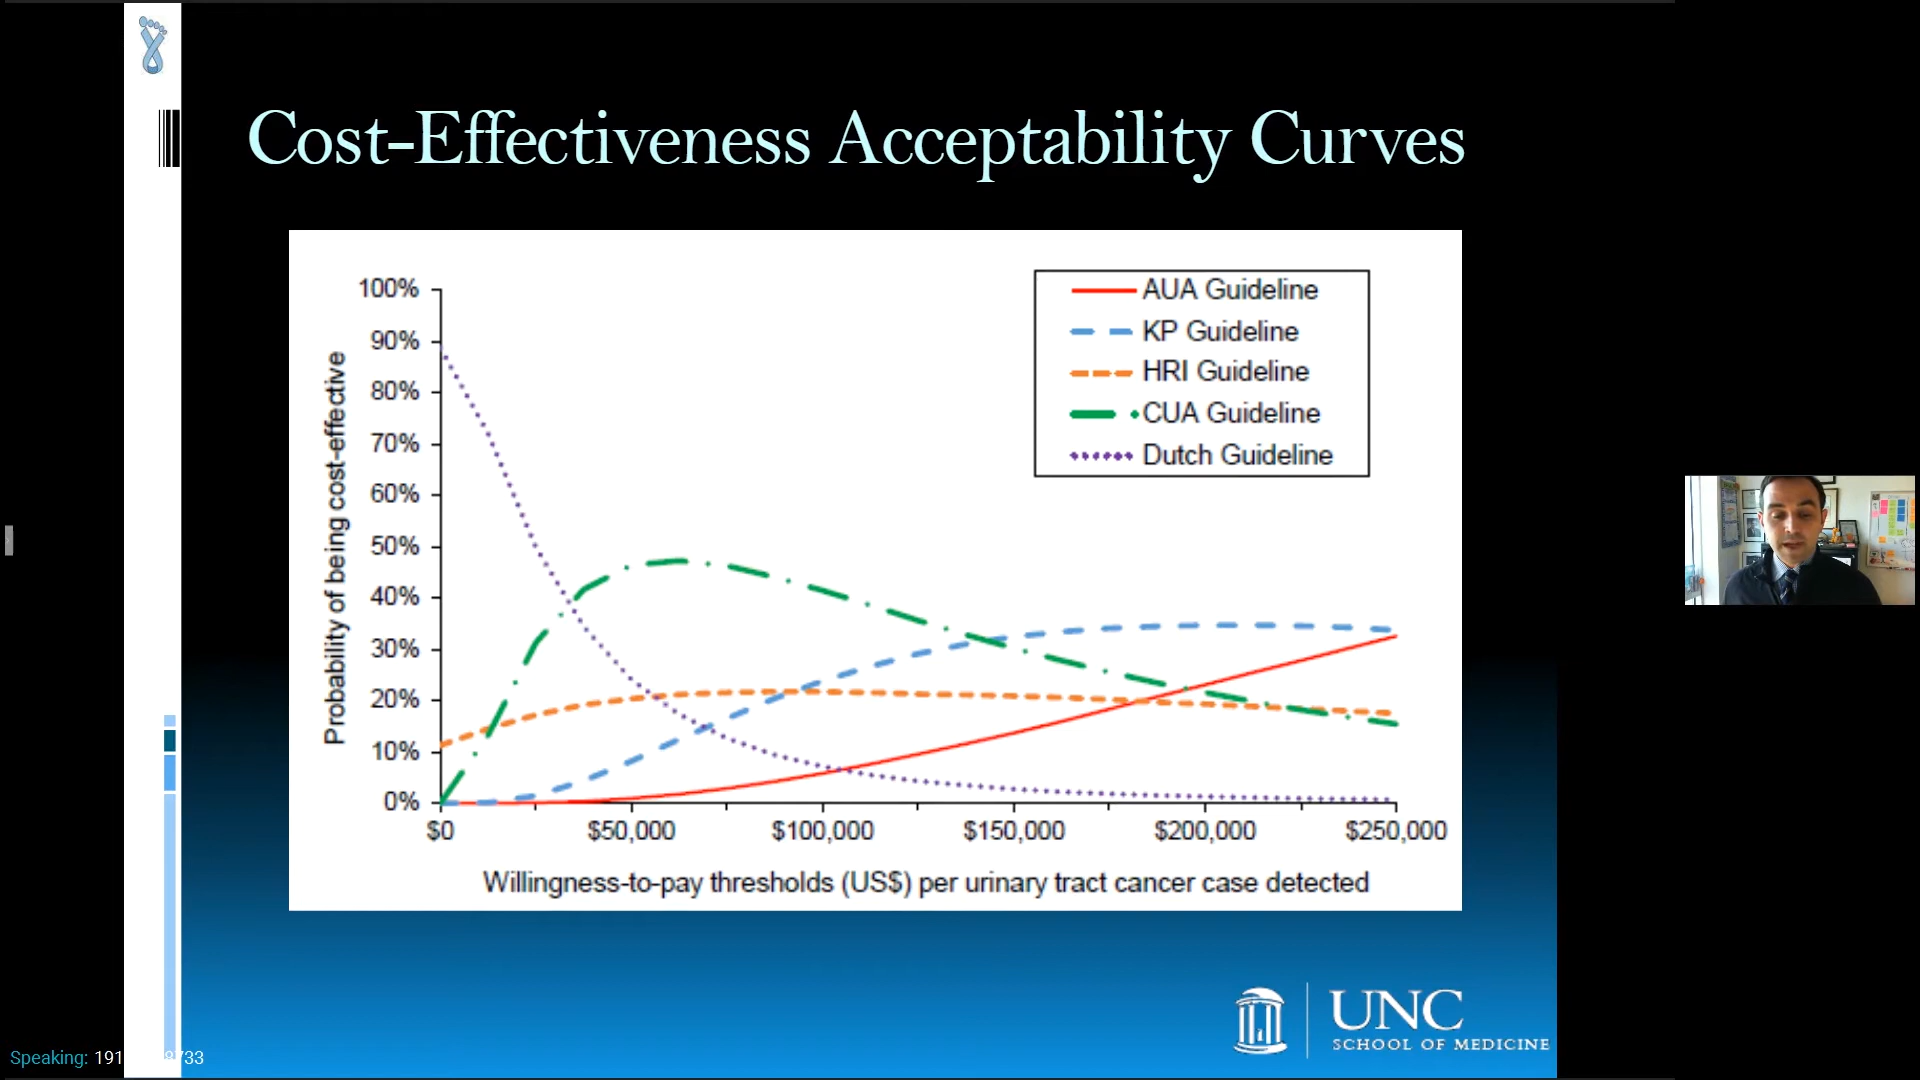 Cost-Effectiveness Acceptability Curves
100%
90%
80%
70%
60%
50%
40%
30%
20%
10%
0%
Probability of being cost-effective
AUA Guideline
KP Guideline
HRI Guideline
CUA Guideline
Dutch Guideline
$0 $50,000 $100,000 $150,000 $200,000 $250,000
Willingness-to-pay thresholds (US$) per urinary tract cancer case detected
UNC
SCHOOL OF MEDICINE
Speaking: